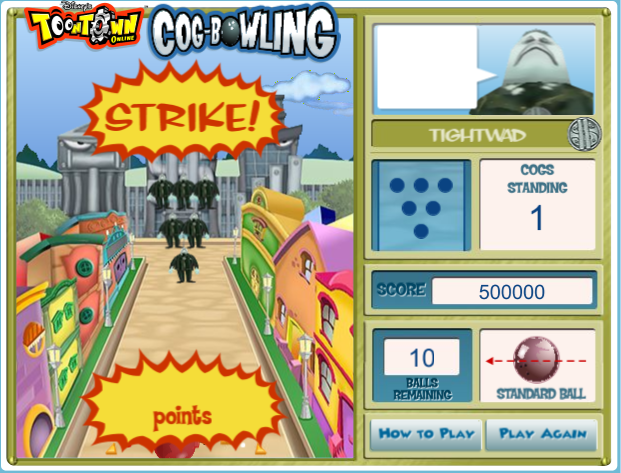 Disney's
TOONTOWN
ONLINE
COG-BOWLING
STRIKE!
TIGHTWAD
COGS
STANDING
1
SCORE
500000
10
BALLS
REMAINING
STANDARD BALL
points
HOW TO PLAY
PLAY AGAIN